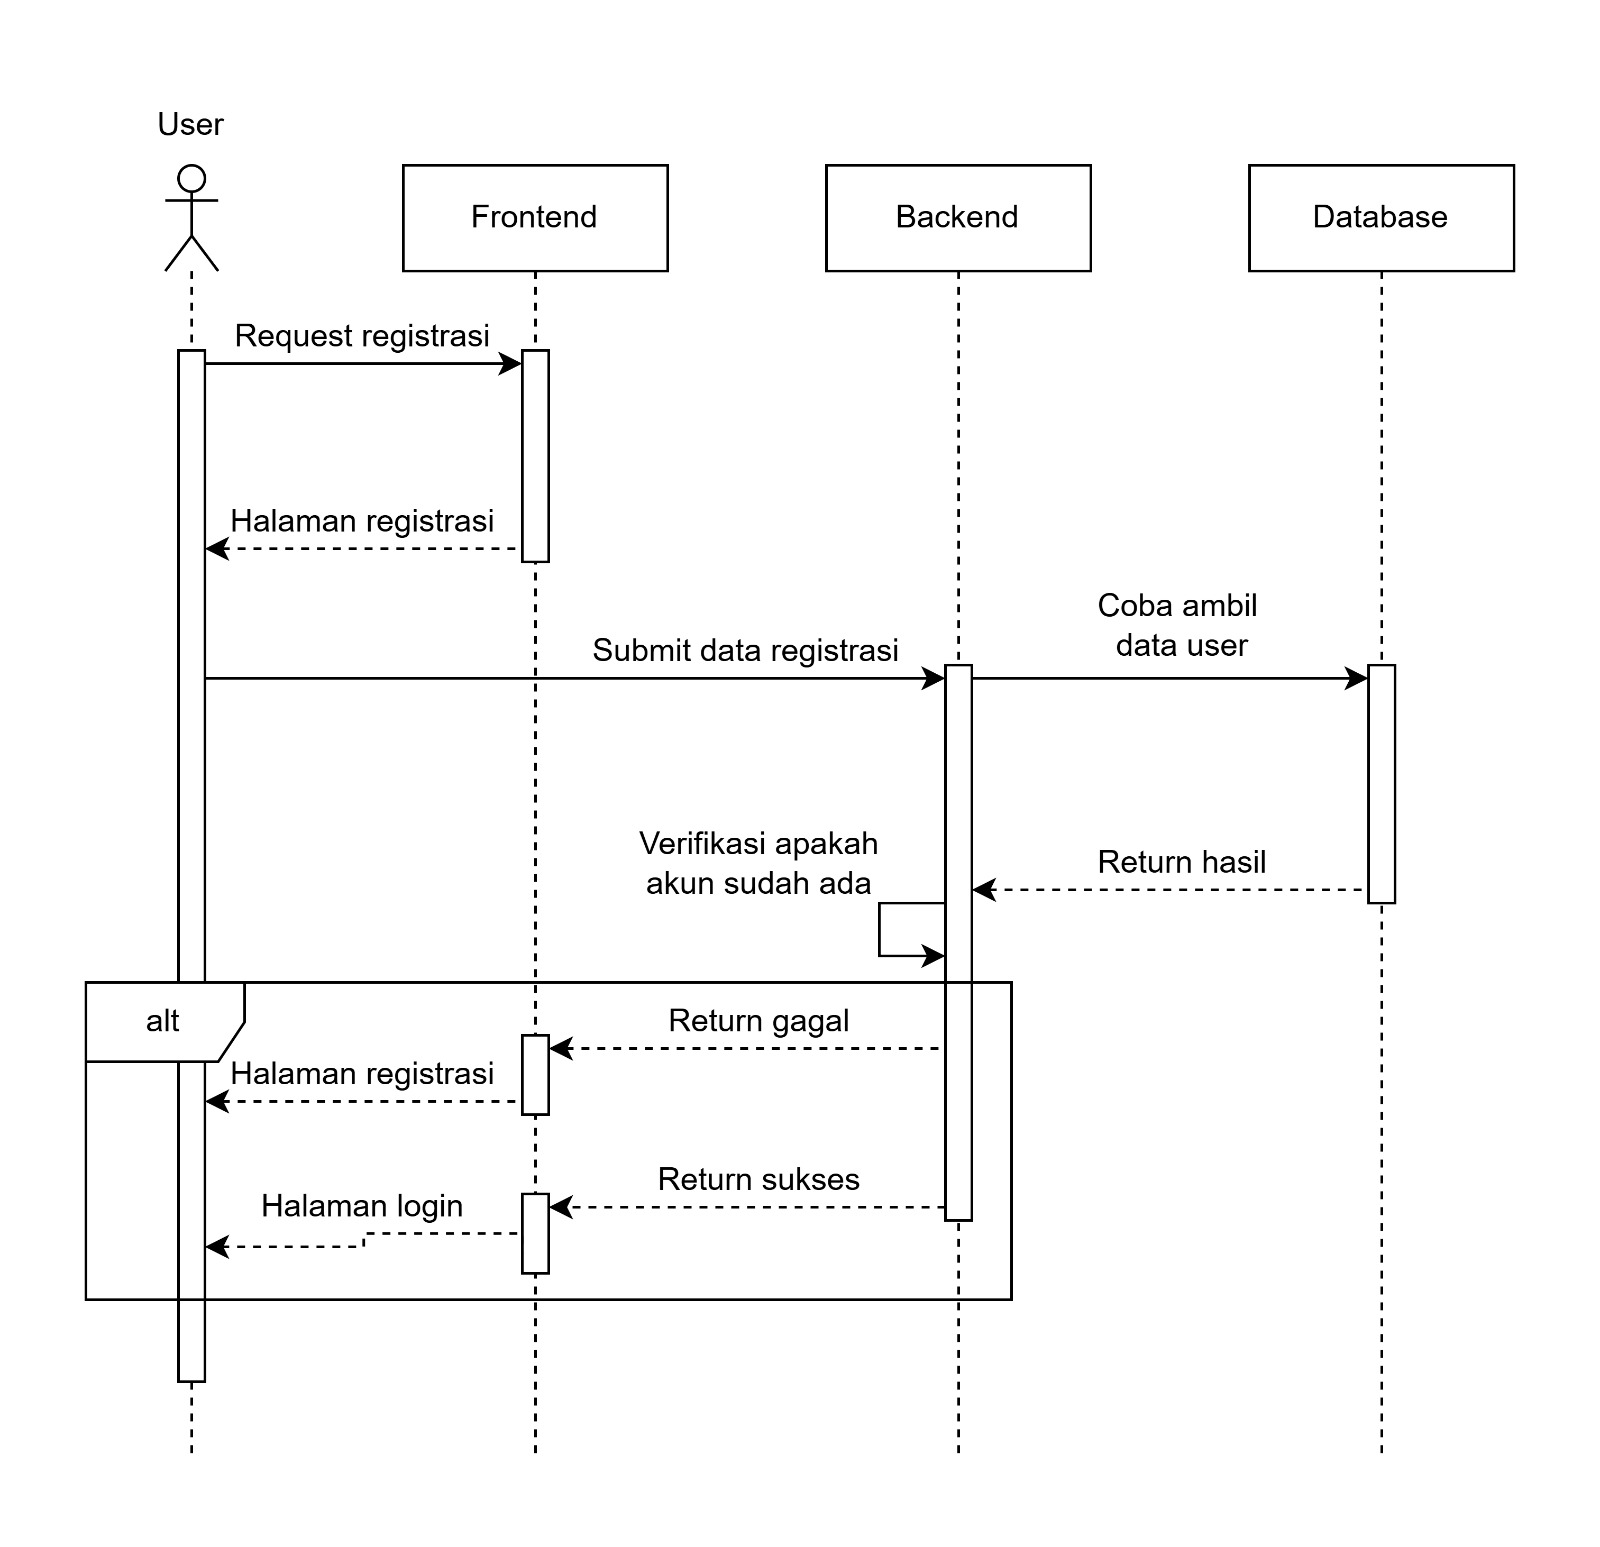 User
Frontend
Backend
Database
Request registrasi
Halaman registrasi
Coba ambil
data user
Submit data registrasi
Verifikasi apakah
akun sudah ada
Return hasil
alt
Return gagal
Halaman registrasi
Return sukses
Halaman login